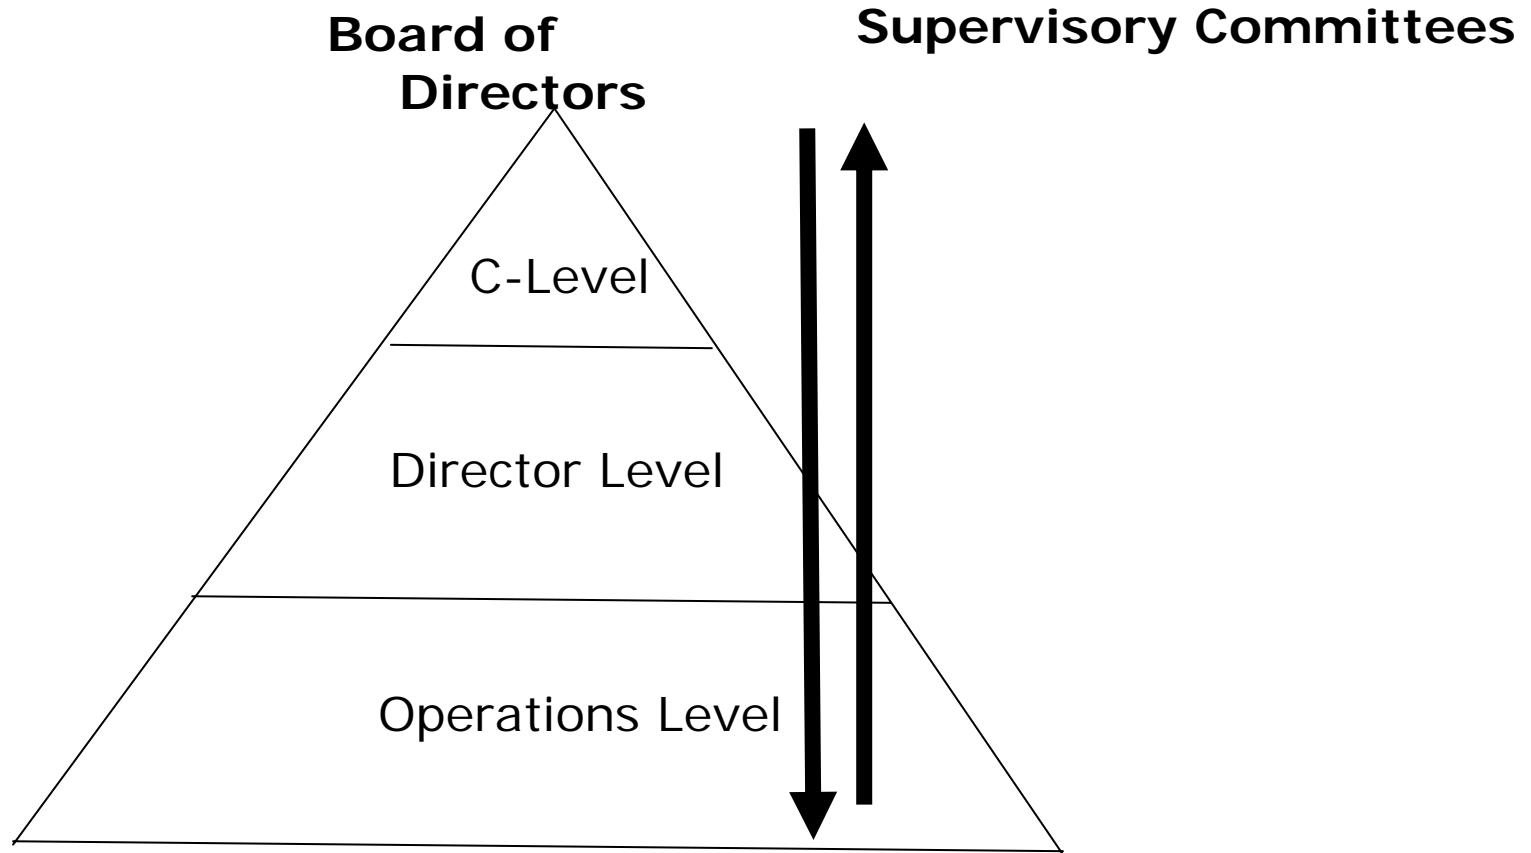 Board of
Directors
Supervisory Committees
C-Level
Director Level
Operations Level